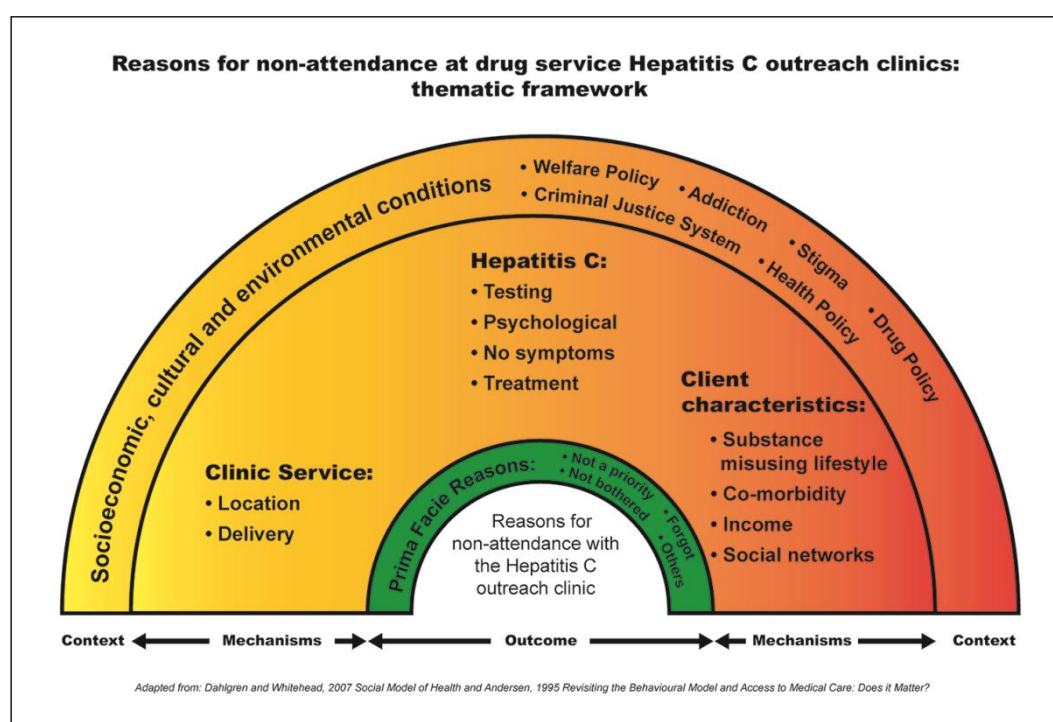 Reasons for non-attendance at drug service Hepatitis C outreach clinics:
thematic framework
Socioeconomic, cultural and environmental conditions
• Welfare Policy
• Addiction
• Criminal Justice System
• Stigma
• Health Policy
• Drug Policy
Hepatitis C:
• Testing
• Psychological
• No symptoms
• Treatment
Client
characteristics:
• Substance
misusing lifestyle
• Co-morbidity
• Income
• Social networks
Clinic Service:
• Location
• Delivery
Prima Facie Reasons:
• Not a priority
• Not bothered
• Forgot
• Others
Reasons for
non-attendance with
the Hepatitis C
outreach clinic
Context Mechanisms Outcome Mechanisms Context
Adapted from: Dahlgren and Whitehead, 2007 Social Model of Health and Andersen, 1995 Revisiting the Behavioural Model and Access to Medical Care: Does it Matter?